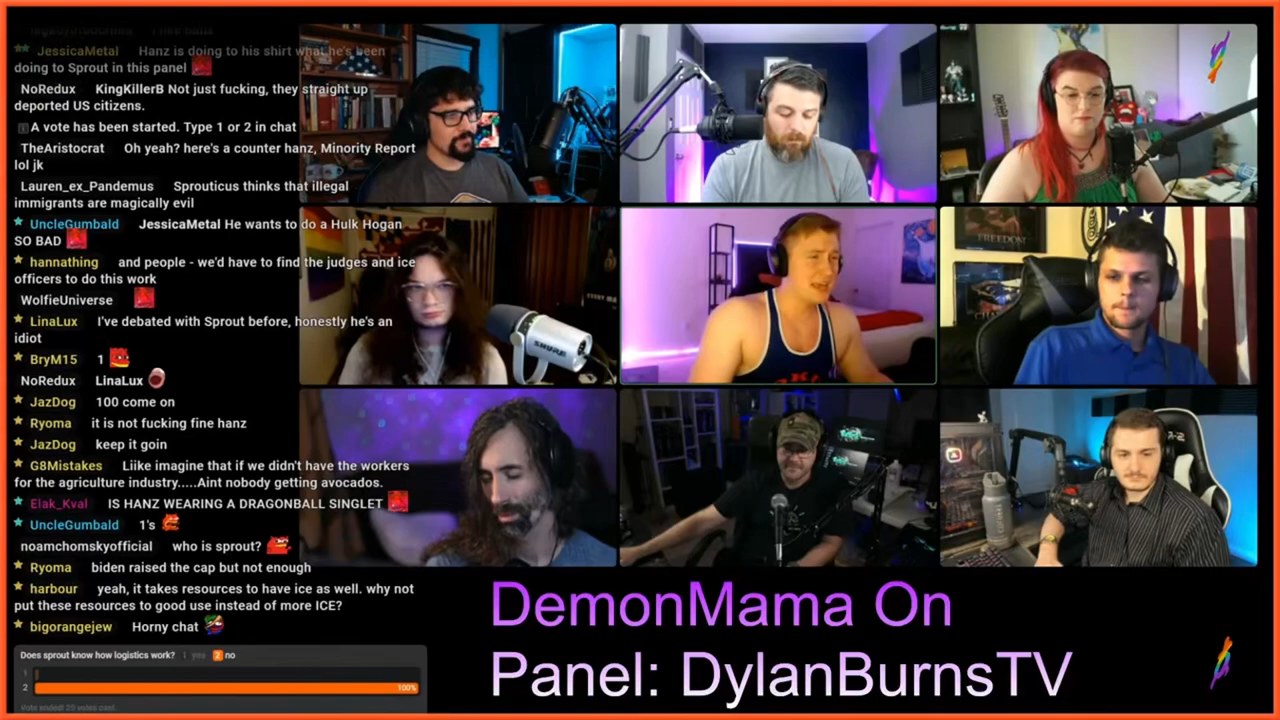 JessicaMetal Hanz is doing to his shirt what he's been
doing to Sprout in this panel
NoRedux KingKillerB Not just fucking, they straight up
deported US citizens.
A vote has been started. Type 1 or 2 in chat
TheAristocrat Oh yeah? here's a counter hanz, Minority Report
lol jk
Lauren_ex_Pandemus Sprouticus thinks that illegal
immigrants are magically evil
UncleGumbald JessicaMetal He wants to do a Hulk Hogan
SO BAD
hannathing and people - we'd have to find the judges and ice
officers to do this work
WolfieUniverse
LinaLux I've debated with Sprout before, honestly he's an
idiot
BryM15 1
NoRedux LinaLux
JazDog 100 come on
Ryoma it is not fucking fine hanz
JazDog keep it goin
G8Mistakes Liike imagine that if we didn't have the workers
for the agriculture industry.....Aint nobody getting avocados.
Elak_Kval IS HANZ WEARING A DRAGONBALL SINGLET
UncleGumbald 1's
noamchomskyofficial who is sprout?
Ryoma biden raised the cap but not enough
harbour yeah, it takes resources to have ice as well. why not
put these resources to good use instead of more ICE?
bigorangejew Horny chat
Does sprout know how logistics work? 1 yes 2 no
1
2 100%
Vote ended! 20 votes cast.
FREEDOM
SHURE
DemonMama On
Panel: DylanBurnsTV